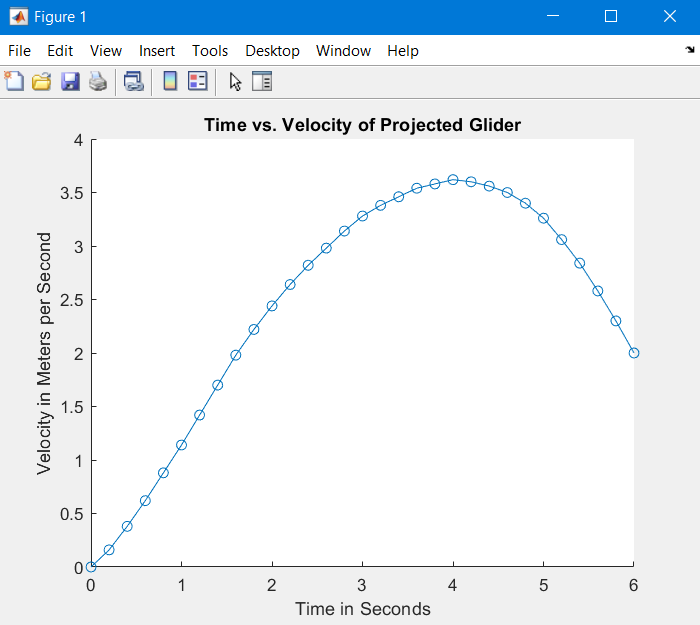 Figure 1
File Edit View Insert Tools Desktop Window Help
Time vs. Velocity of Projected Glider
4
3.5
3
2.5
2
1.5
1
0.5
0
Velocity in Meters per Second
0 1 2 3 4 5 6
Time in Seconds